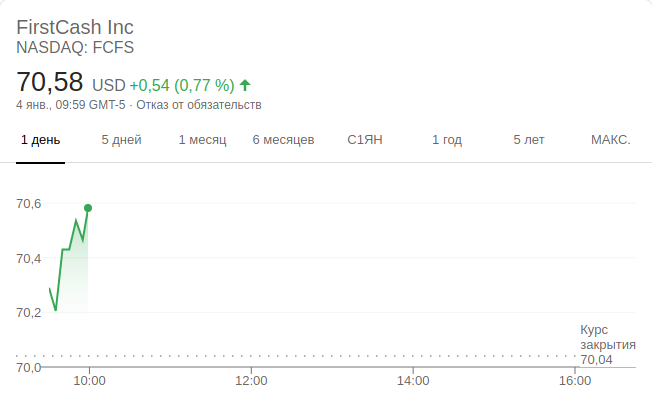 FirstCash Inc
NASDAQ: FCFS
70,58 USD +0,54 (0,77 %)
4 янв., 09:59 GMT-5 · Отказ от обязательств
1 день 5 дней 1 месяц 6 месяцев С1ЯН 1 год 5 лет МАКС.
70,6
70,4
70,2
Курс
закрытия
70,04
70,0
10:00 12:00 14:00 16:00